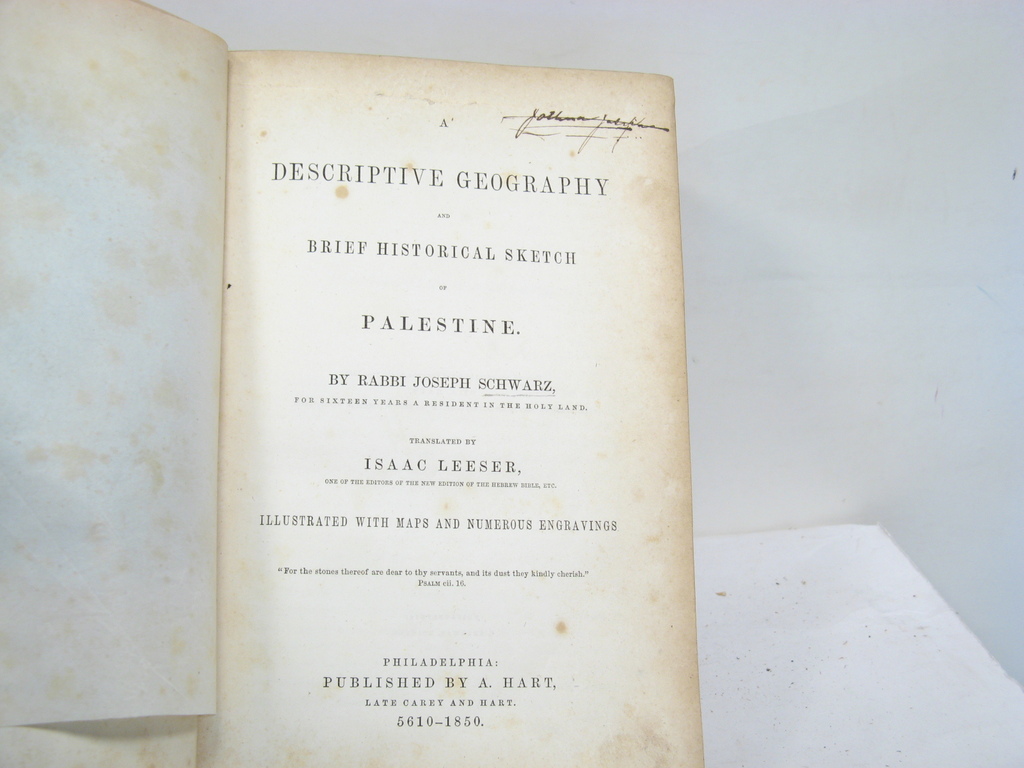 A
DESCRIPTIVE GEOGRAPHY
AND
BRIEF HISTORICAL SKETCH
OF
PALESTINE.
BY RABBI JOSEPH SCHWARZ,
FOR SIXTEEN YEARS A RESIDENT IN THE HOLY LAND.
TRANSLATED BY
ISAAC LEESER,
ONE OF THE EDITORS OF THE NEW EDITION OF THE HEBREW BIBLE, ETC.
ILLUSTRATED WITH MAPS AND NUMEROUS ENGRAVINGS
"For the stones thereof are dear to thy servants, and its dust they kindly cherish."
PSALM cii. 16.
PHILADELPHIA:
PUBLISHED BY A. HART,
LATE CAREY AND HART.
5610–1850.